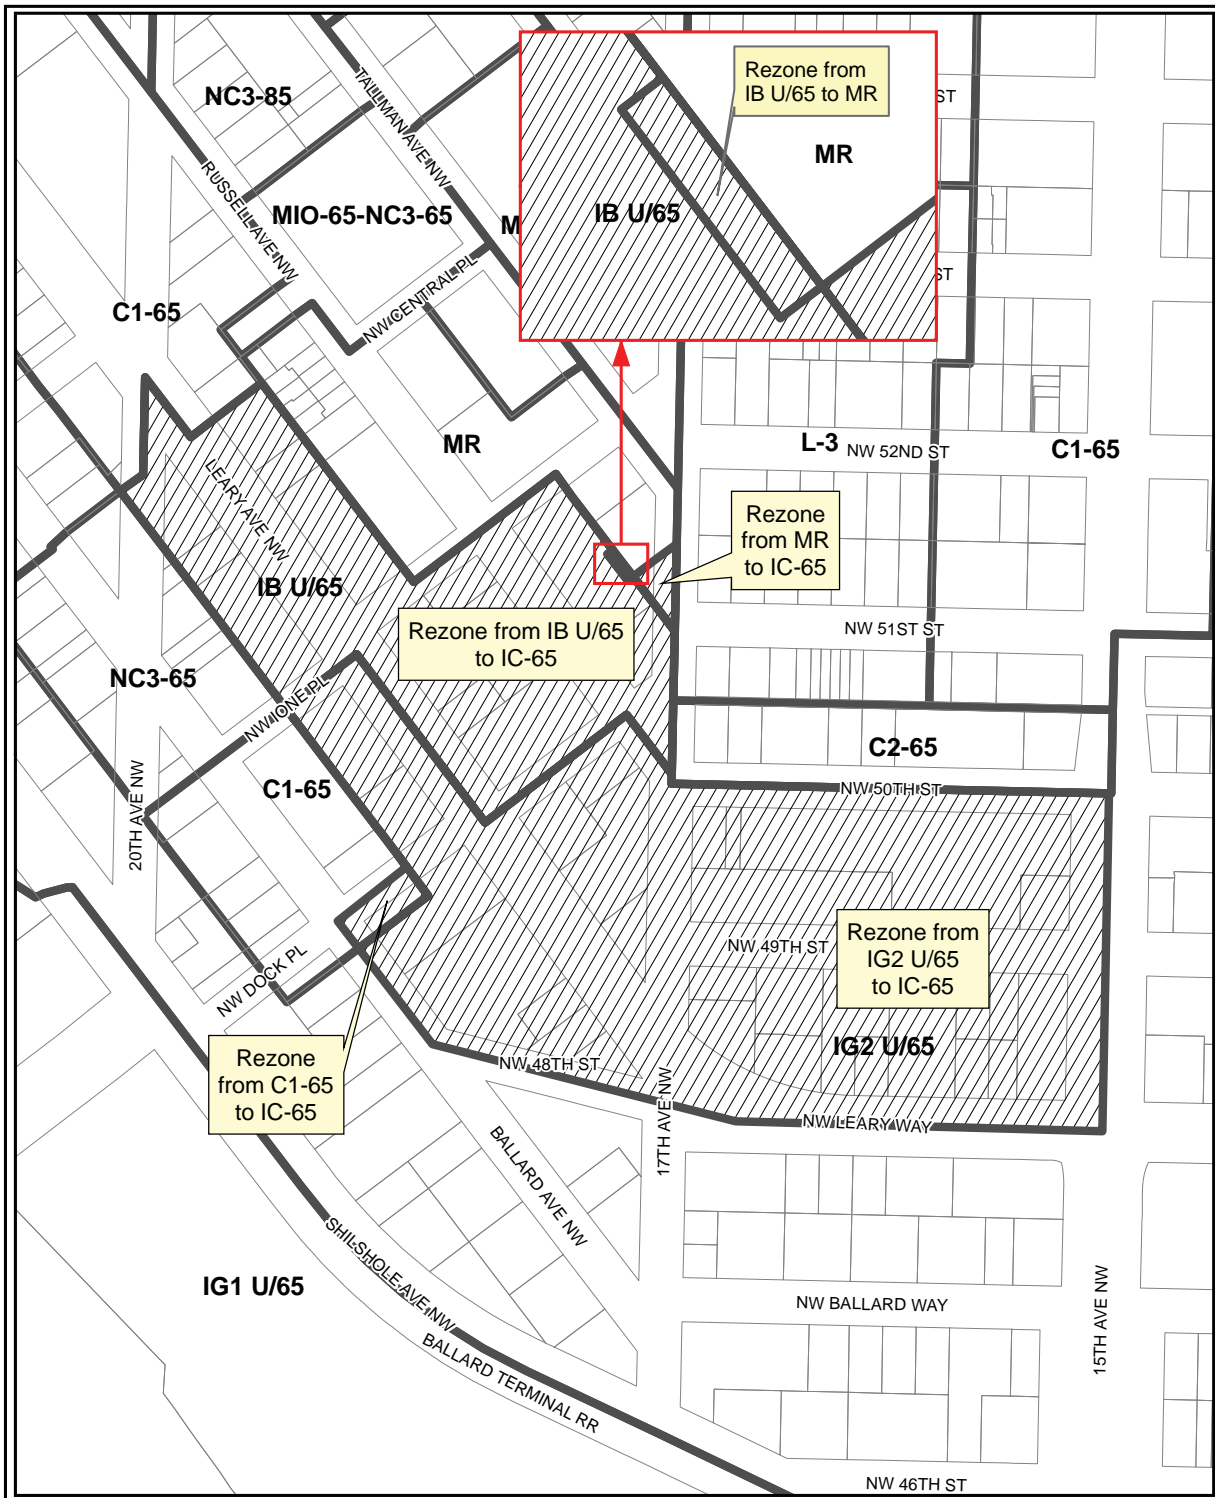 NC3-85
TALLMAN AVE NW
Rezone from
IB U/65 to MR
ST
MR
RUSSELL AVE NW
MIO-65-NC3-65
M
IB U/65
ST
NW CENTRAL PL
C1-65
MR
L-3
NW 52ND ST
C1-65
LEARY AVE NW
Rezone
from MR
to IC-65
IB U/65
Rezone from IB U/65
to IC-65
NW 51ST ST
NC3-65
NW IONE PL
C2-65
C1-65
NW 50TH ST
20TH AVE NW
Rezone from
IG2 U/65
to IC-65
NW 49TH ST
NW DOCK PL
IG2 U/65
Rezone
from C1-65
to IC-65
NW 48TH ST
17TH AVE NW
NW LEARY WAY
BALLARD AVE NW
SHILSHOLE AVE NW
IG1 U/65
NW BALLARD WAY
15TH AVE NW
BALLARD TERMINAL RR
NW 46TH ST